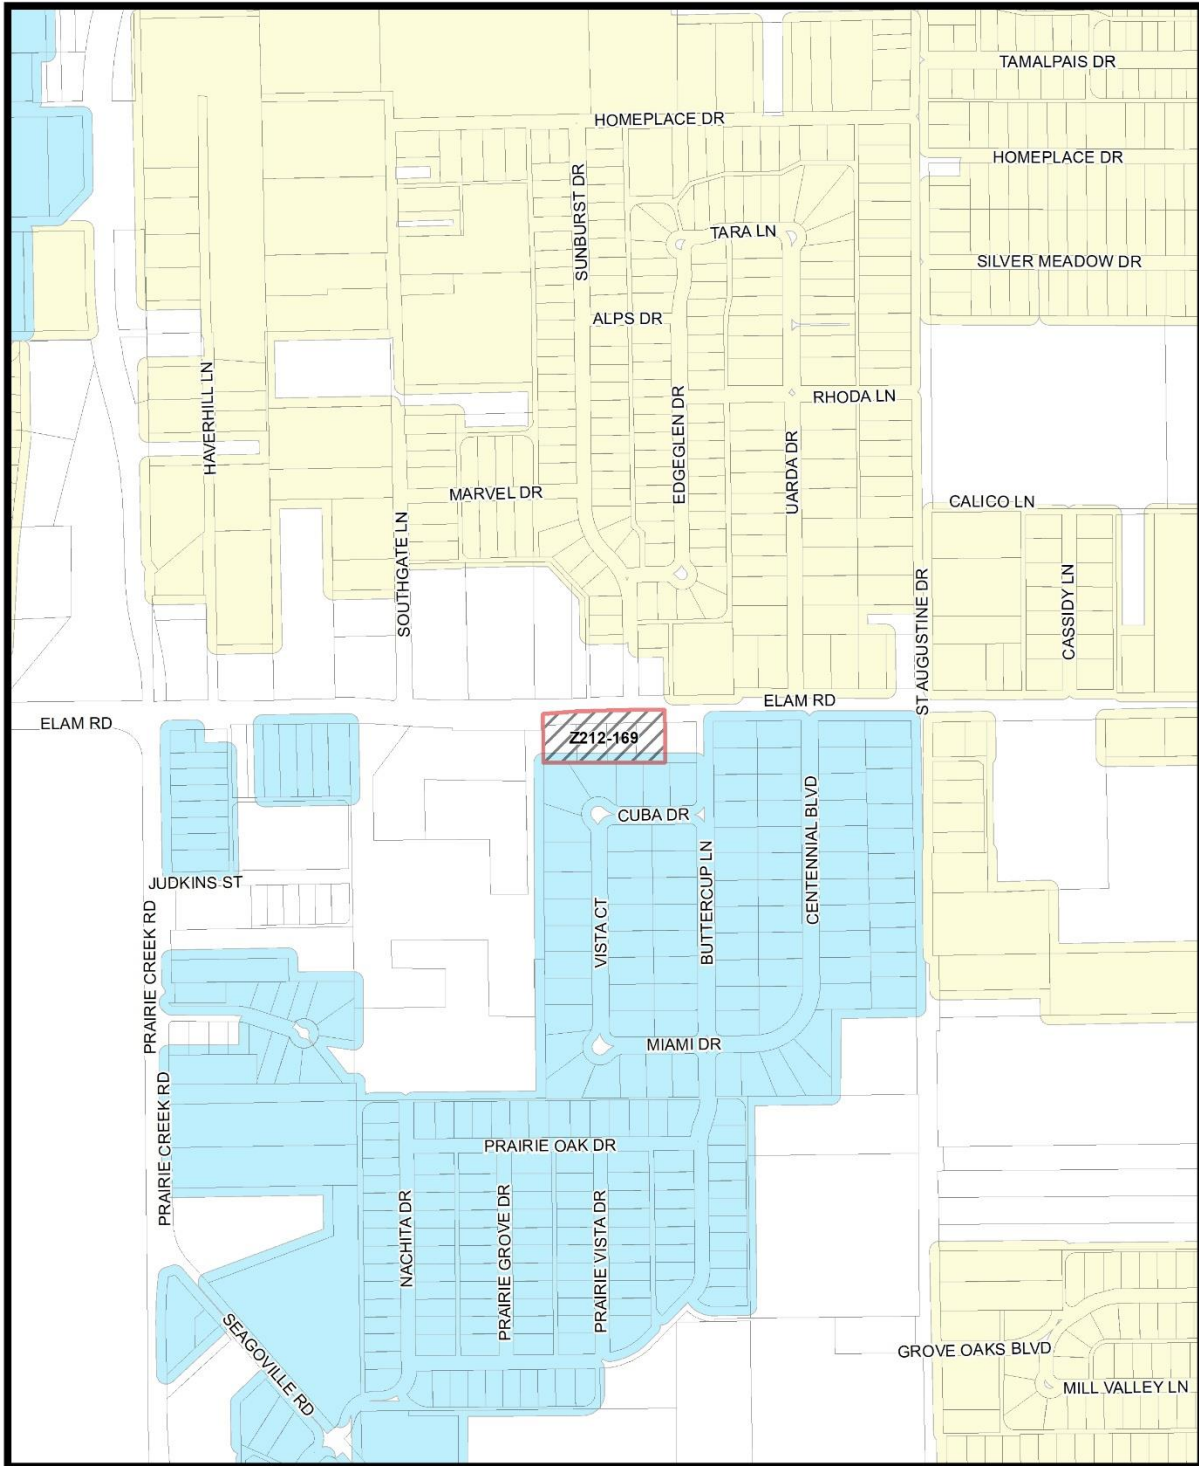 TAMALPAIS DR
HOMEPLACE DR
HOMEPLACE DR
SUNBURST DR
TARA LN
SILVER MEADOW DR
ALPS DR
HAVERHILL LN
EDGEGLEN DR
RHODA LN
UARDA DR
MARVEL DR
CALICO LN
SOUTHGATE LN
ST AUGUSTINE DR
CASSIDY LN
ELAM RD
ELAM RD
Z212-169
CUBA DR
CENTENNIAL BLVD
BUTTERCUP LN
JUDKINS ST
VISTA CT
PRAIRIE CREEK RD
MIAMI DR
PRAIRIE CREEK RD
PRAIRIE OAK DR
NACHITA DR
PRAIRIE GROVE DR
PRAIRIE VISTA DR
SEAGOVILLE RD
GROVE OAKS BLVD
MILL VALLEY LN